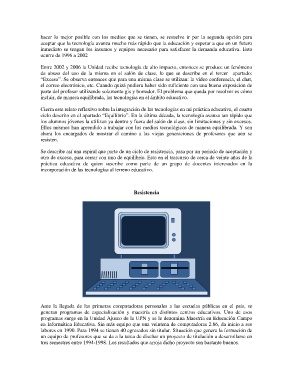 hacer lo mejor posible con los medios que se tienen, se resuelve ir por la segunda opción para
aceptar que la tecnología avanza mucho más rápido que la educación y esperar a que en un futuro
inmediato se tengan los insumos y equipos necesarios para satisfacer la demanda educativa. Esto
ocurre de 1996 a 2002.
Entre 2002 y 2006 la Unidad recibe tecnología de alto impacto, entonces se produce un fenómeno
de abuso del uso de la misma en el salón de clase, lo que se describe en el tercer apartado:
“Exceso”. Se observa entonces que para una misma clase se utilizan: la video conferencia, el chat,
el correo electrónico, etc. Cuando quizá pudiera haber sido suficiente con una buena exposición de
parte del profesor utilizando solamente gis y borrador. El problema que queda por resolver es cómo
incluir, de manera equilibrada, las tecnologías en el ámbito educativo.
Cierra este relato reflexivo sobre la integración de las tecnologías en mi práctica educativa, el cuarto
ciclo descrito en el apartado “Equilibrio”. En la última década, la tecnología avanza tan rápido que
los alumnos jóvenes la utilizan ya dentro y fuera del salón de clase, sin limitaciones y sin excesos.
Ellos mismos han aprendido a trabajar con los medios tecnológicos de manera equilibrada. Y son
ahora los encargados de mostrar el camino a las viejas generaciones de profesores que aún se
resisten.
Se describe así una espiral que parte de un ciclo de resistencia, pasa por un periodo de aceptación y
otro de exceso, para cerrar con uno de equilibrio. Esto en el transcurso de cerca de veinte años de la
práctica educativa de quien suscribe como parte de un grupo de docentes interesados en la
incorporación de las tecnologías al terreno educativo.
Resistencia
Ante la llegada de las primeras computadoras personales a las escuelas públicas en el país, se
generan programas de especialización y maestría en distintos centros educativos. Uno de esos
programas surge en la Unidad Ajusco de la UPN y se le denomina Maestría en Educación Campo
en Informática Educativa. Sin más equipo que una veintena de computadoras 286, da inicio a sus
labores en 1990. Para 1994 se tienen 40 egresados sin titular. Situación que genera la formación de
un equipo de profesores que se da a la tarea de diseñar un proyecto de titulación a desarrollarse en
tres semestres entre 1994-1995. Los resultados que arroja dicho proyecto son bastante buenos.